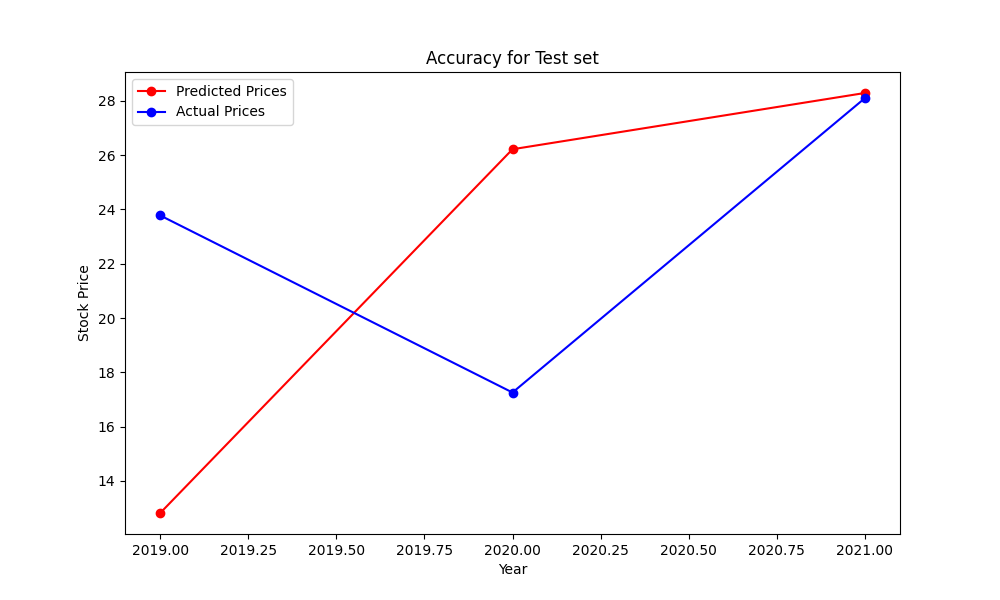 Accuracy for Test set
Predicted Prices
Actual Prices
28
26
24
22
20
18
16
14
Stock Price
2019.00 2019.25 2019.50 2019.75 2020.00 2020.25 2020.50 2020.75 2021.00
Year